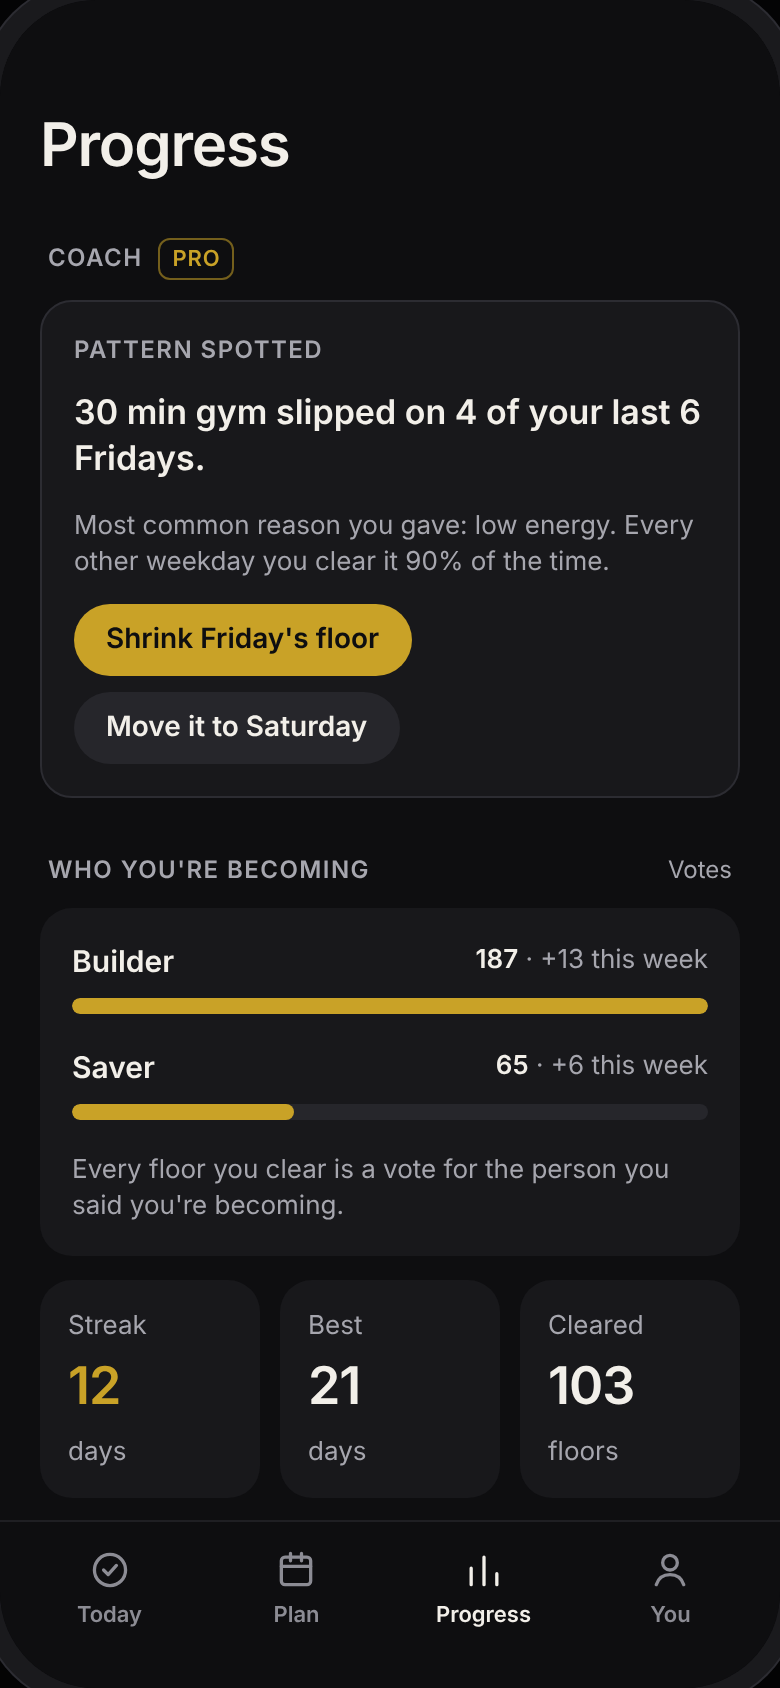 Progress
COACH PRO
PATTERN SPOTTED
30 min gym slipped on 4 of your last 6
Fridays.
Most common reason you gave: low energy. Every
other weekday you clear it 90% of the time.
Shrink Friday's floor
Move it to Saturday
WHO YOU'RE BECOMING Votes
Builder 187 · +13 this week
Saver 65 · +6 this week
Every floor you clear is a vote for the person you
said you're becoming.
Streak Best Cleared
12 21 103
days days floors
Today Plan Progress You